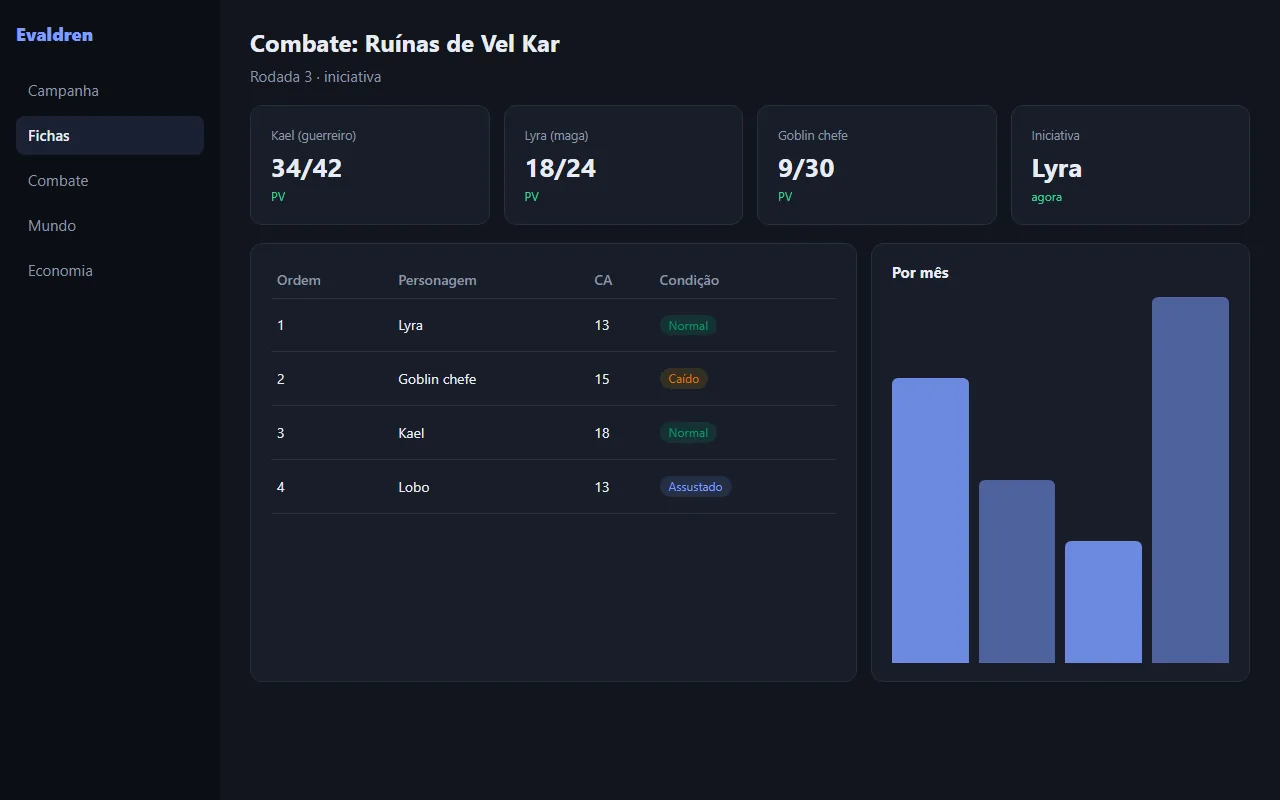 Evaldren
Campanha
Fichas
Combate
Mundo
Economia
Combate: Ruínas de Vel Kar
Rodada 3 · iniciativa
Kael (guerreiro)
34/42
PV
Lyra (maga)
18/24
PV
Goblin chefe
9/30
PV
Iniciativa
Lyra
agora
Ordem Personagem CA Condição
1 Lyra 13 Normal
2 Goblin chefe 15 Caído
3 Kael 18 Normal
4 Lobo 13 Assustado
Por mês